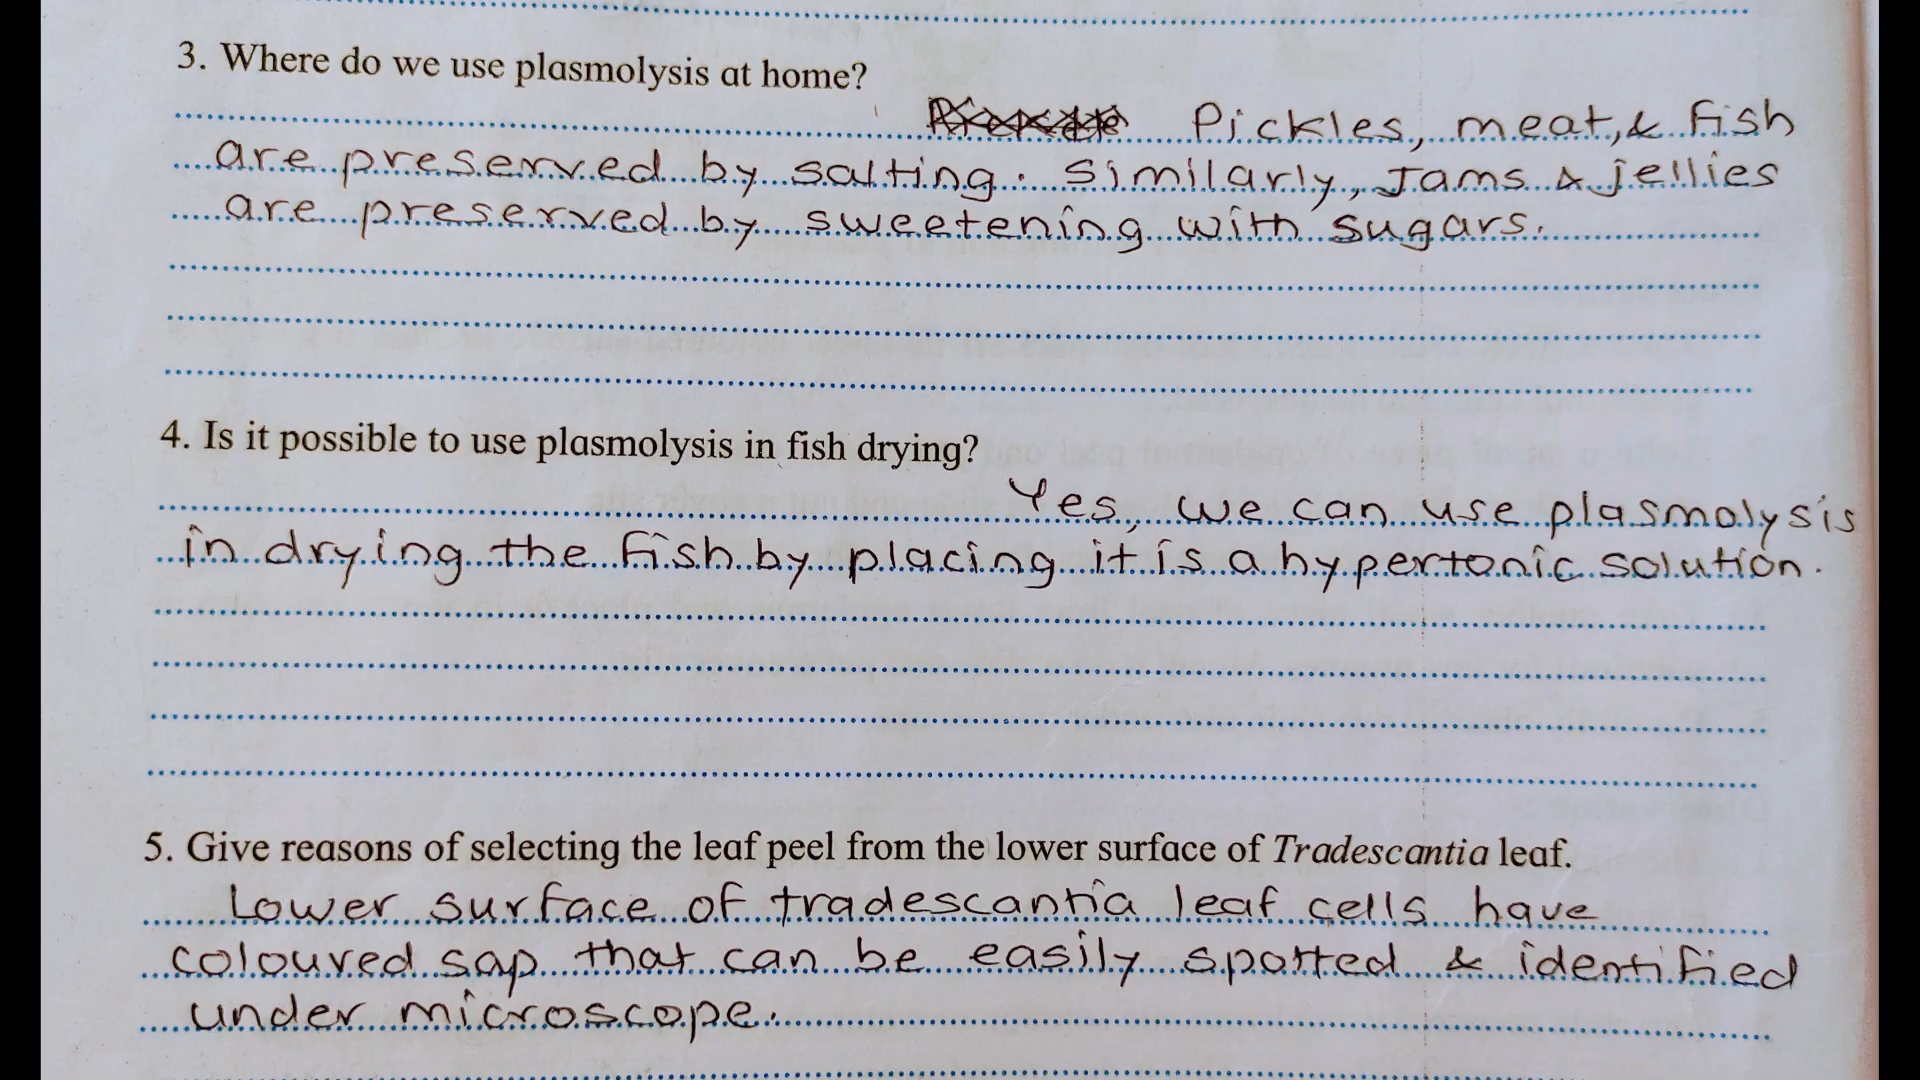 3. Where do we use plasmolysis at home?
Pickles, meat, & fish
are preserved by salting. Similarly, Jams & jellies
are preserved by sweetening with sugars.
4. Is it possible to use plasmolysis in fish drying?
Yes, we can use plasmolysis
in drying the fish by placing it is a hypertonic solution.
5. Give reasons of selecting the leaf peel from the lower surface of Tradescantia leaf.
Lower surface of tradescantia leaf cells have
coloured sap that can be easily spotted & identified
under microscope.